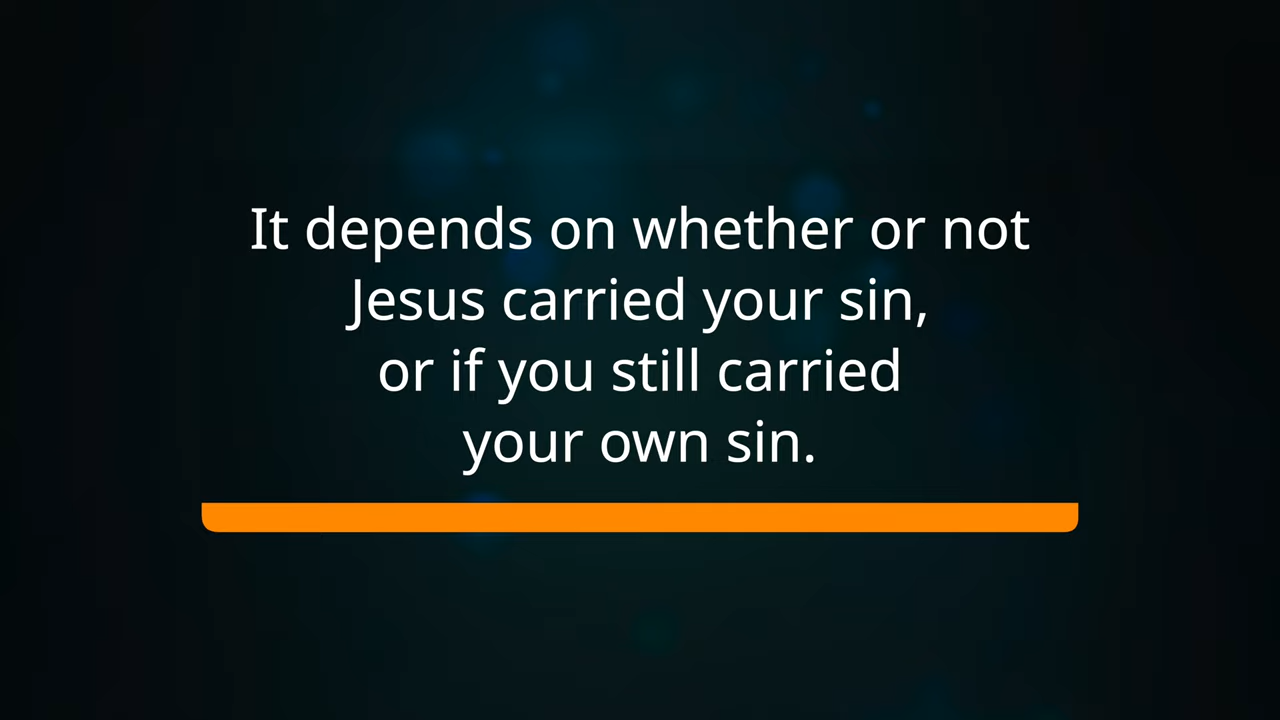 It depends on whether or not
Jesus carried your sin,
or if you still carried
your own sin.